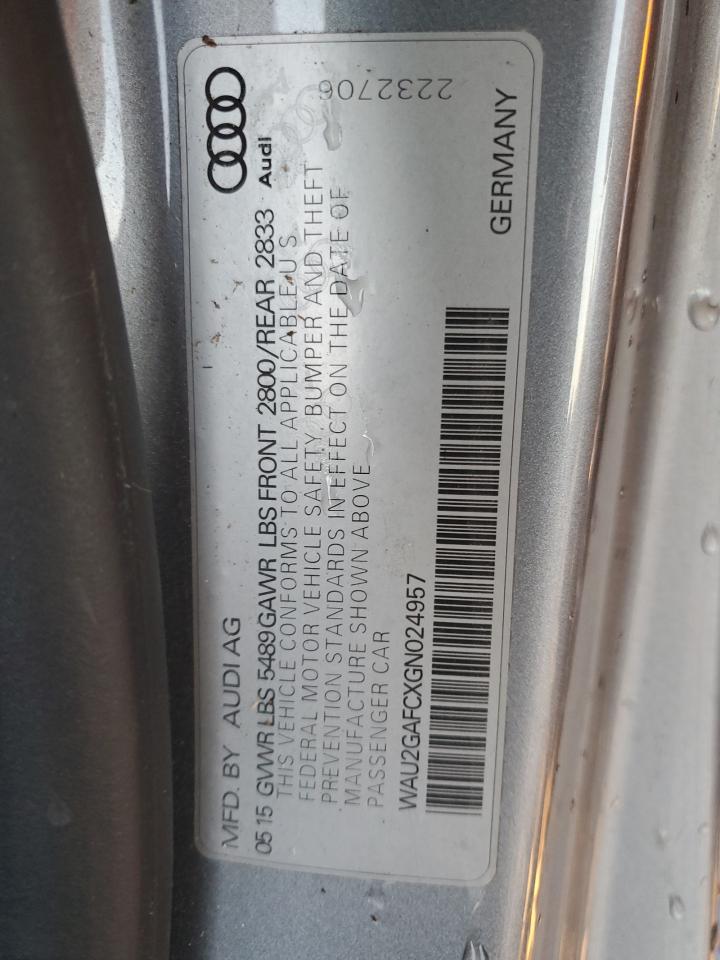 MFD. BY AUDI AG
Audi
0515 GVWR LBS 5489 GAWR LBS FRONT 2800/REAR 2833
THIS VEHICLE CONFORMS TO ALL APPLICABLE U S
FEDERAL MOTOR VEHICLE SAFETY, BUMPER AND THEFT
PREVENTION STANDARDS IN EFFECT ON THE DATE OF
MANUFACTURE SHOWN ABOVE
PASSENGER CAR
2232706
WAU2GAFCXGN024957
GERMANY